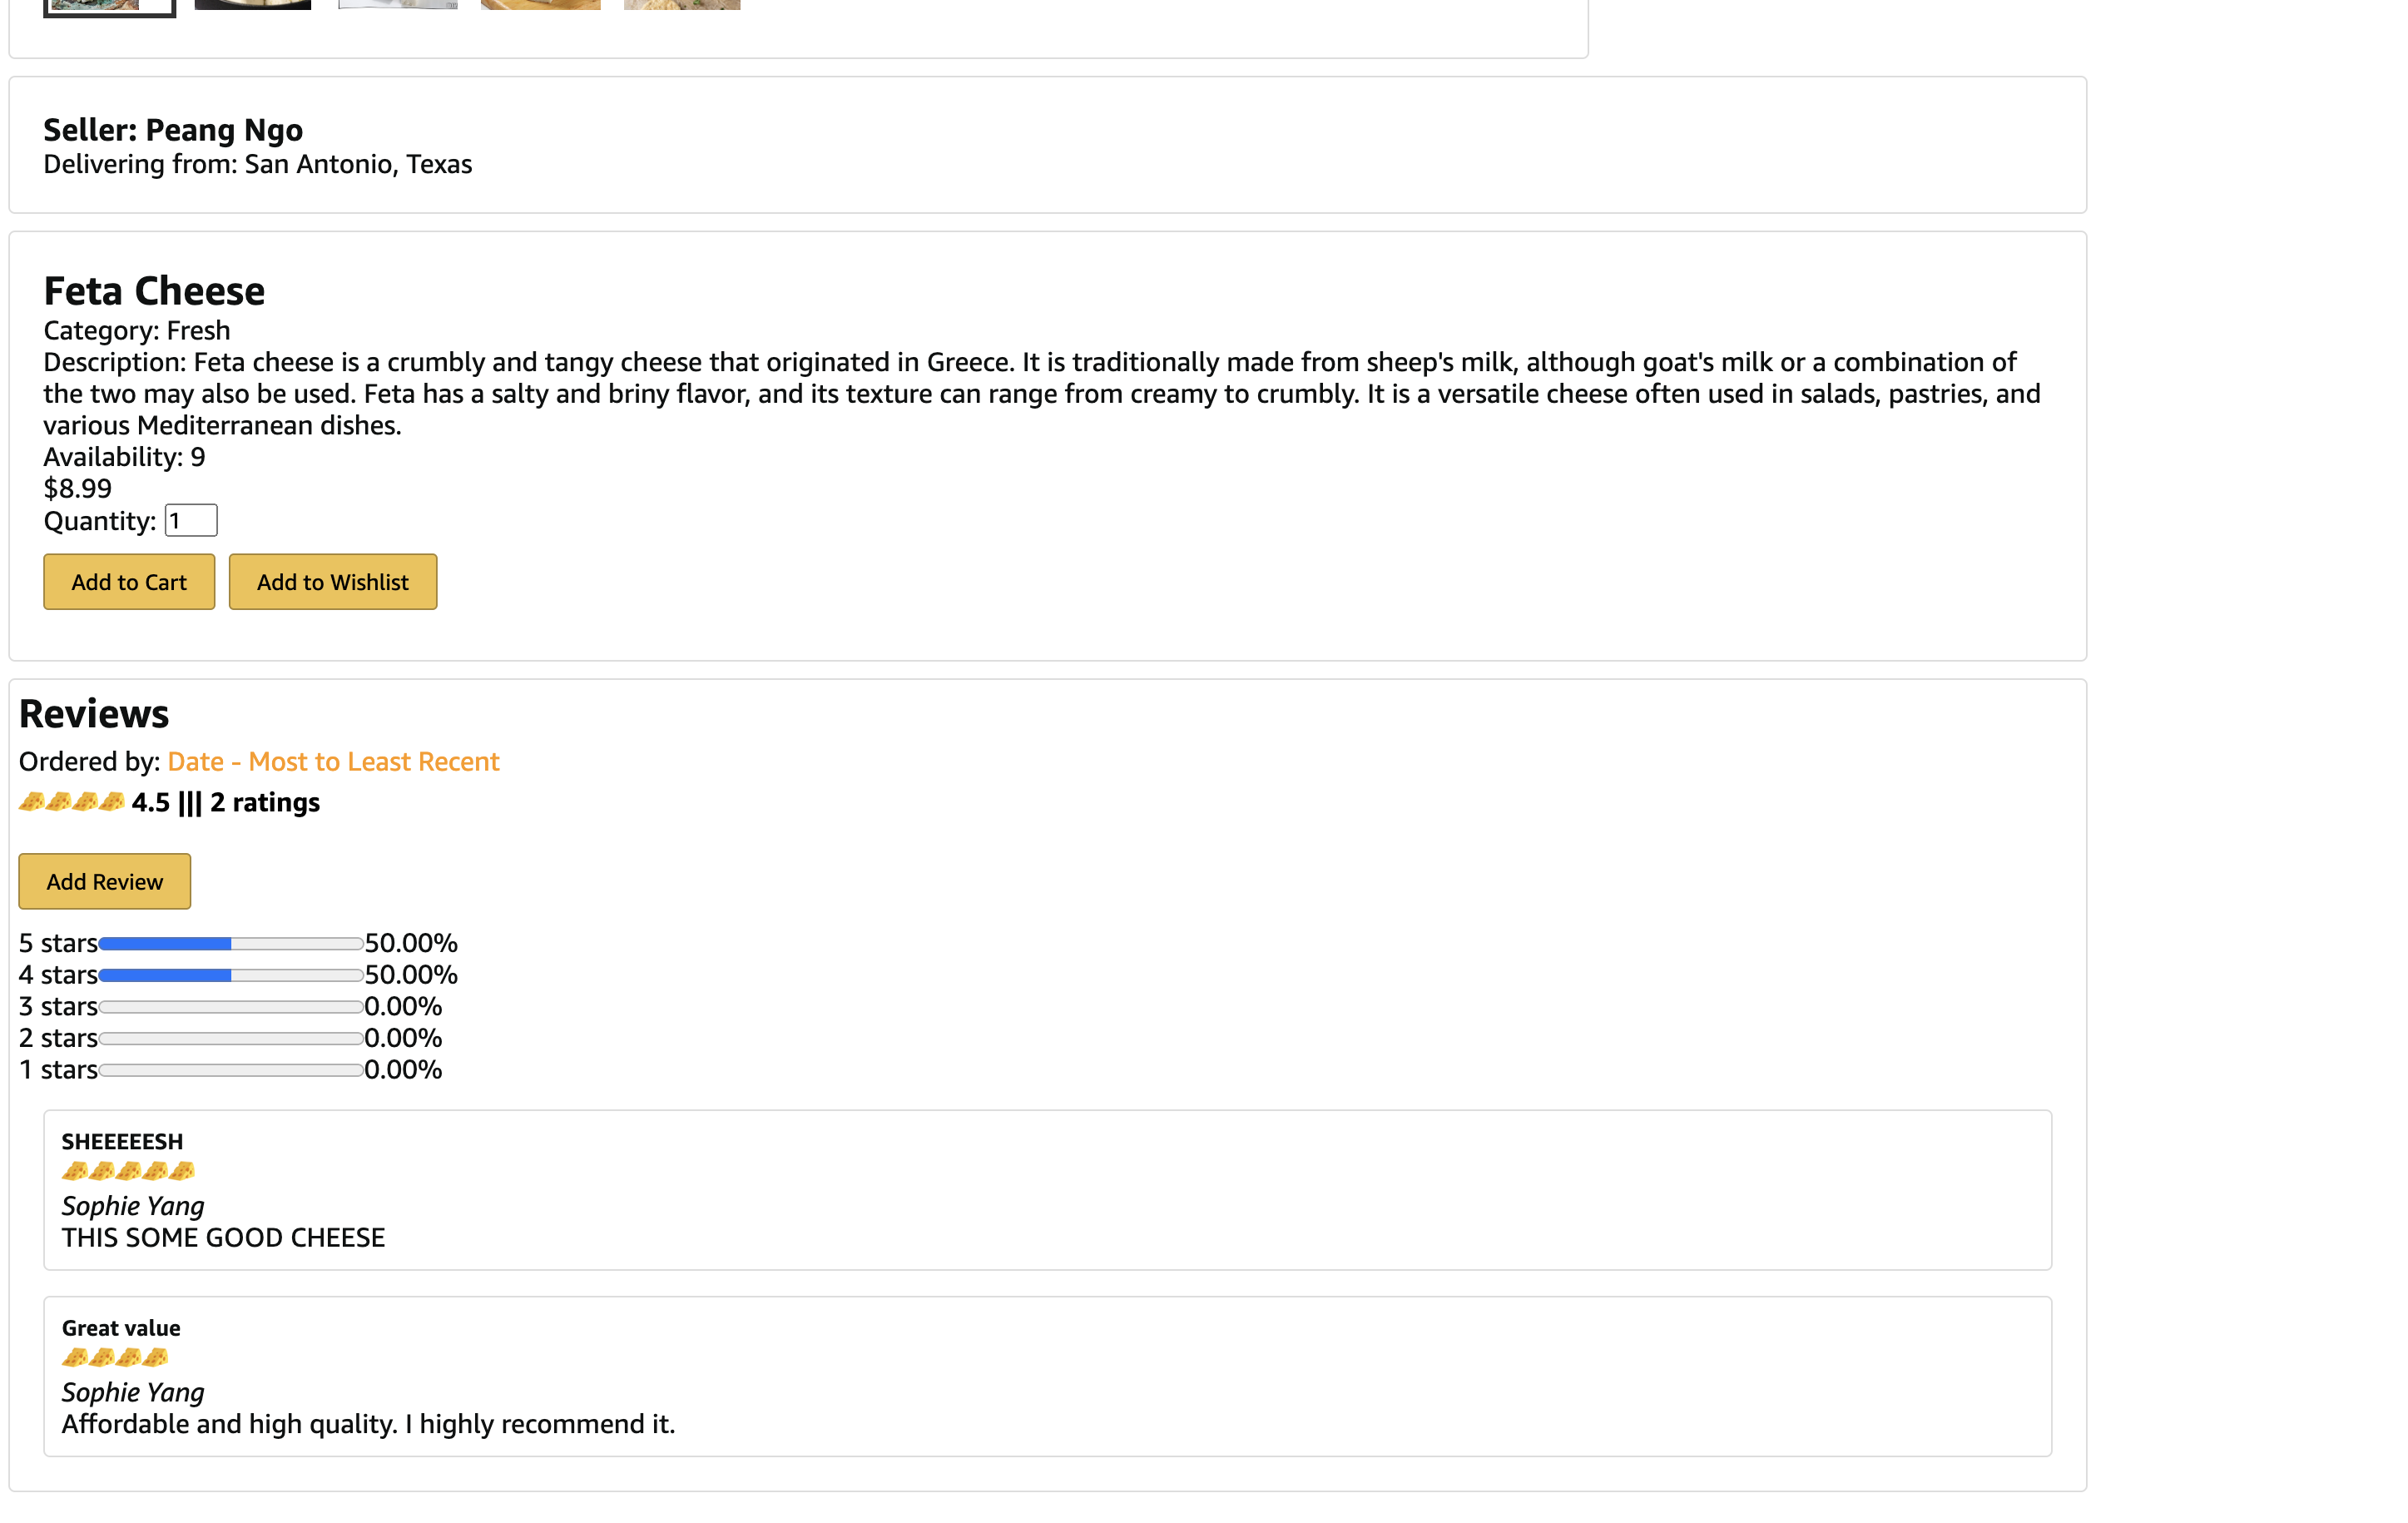 Seller: Peang Ngo
Delivering from: San Antonio, Texas
Feta Cheese
Category: Fresh
Description: Feta cheese is a crumbly and tangy cheese that originated in Greece. It is traditionally made from sheep's milk, although goat's milk or a combination of
the two may also be used. Feta has a salty and briny flavor, and its texture can range from creamy to crumbly. It is a versatile cheese often used in salads, pastries, and
various Mediterranean dishes.
Availability: 9
$8.99
Quantity: 1
Add to Cart Add to Wishlist
Reviews
Ordered by: Date - Most to Least Recent
🧀🧀🧀🧀 4.5 ||| 2 ratings
Add Review
5 stars 50.00%
4 stars 50.00%
3 stars 0.00%
2 stars 0.00%
1 stars 0.00%
SHEEEEESH
🧀🧀🧀🧀🧀
Sophie Yang
THIS SOME GOOD CHEESE
Great value
🧀🧀🧀🧀
Sophie Yang
Affordable and high quality. I highly recommend it.